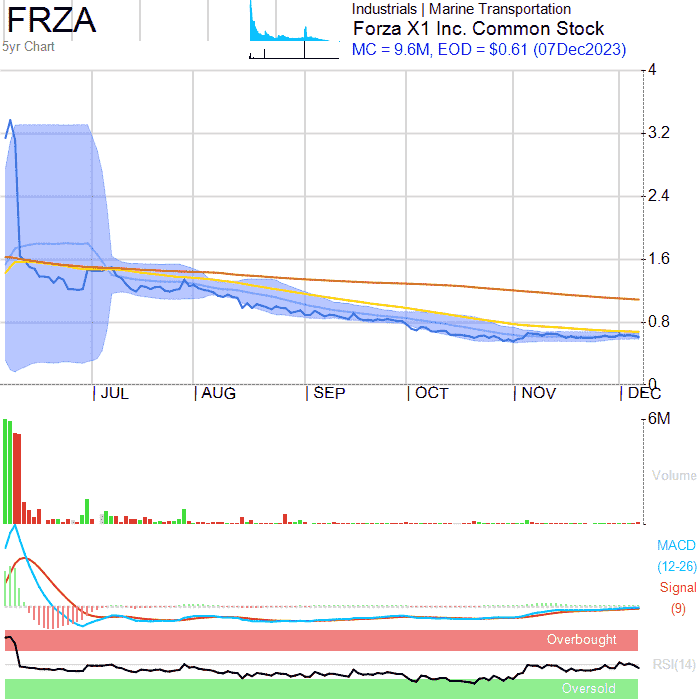 FRZA
5yr Chart
Industrials | Marine Transportation
Forza X1 Inc. Common Stock
MC = 9.6M, EOD = $0.61 (07Dec2023)
4
3.2
2.4
1.6
0.8
0
JUL AUG SEP OCT NOV DEC
6M
Volume
MACD
(12-26)
Signal
(9)
Overbought
RSI(14)
Oversold